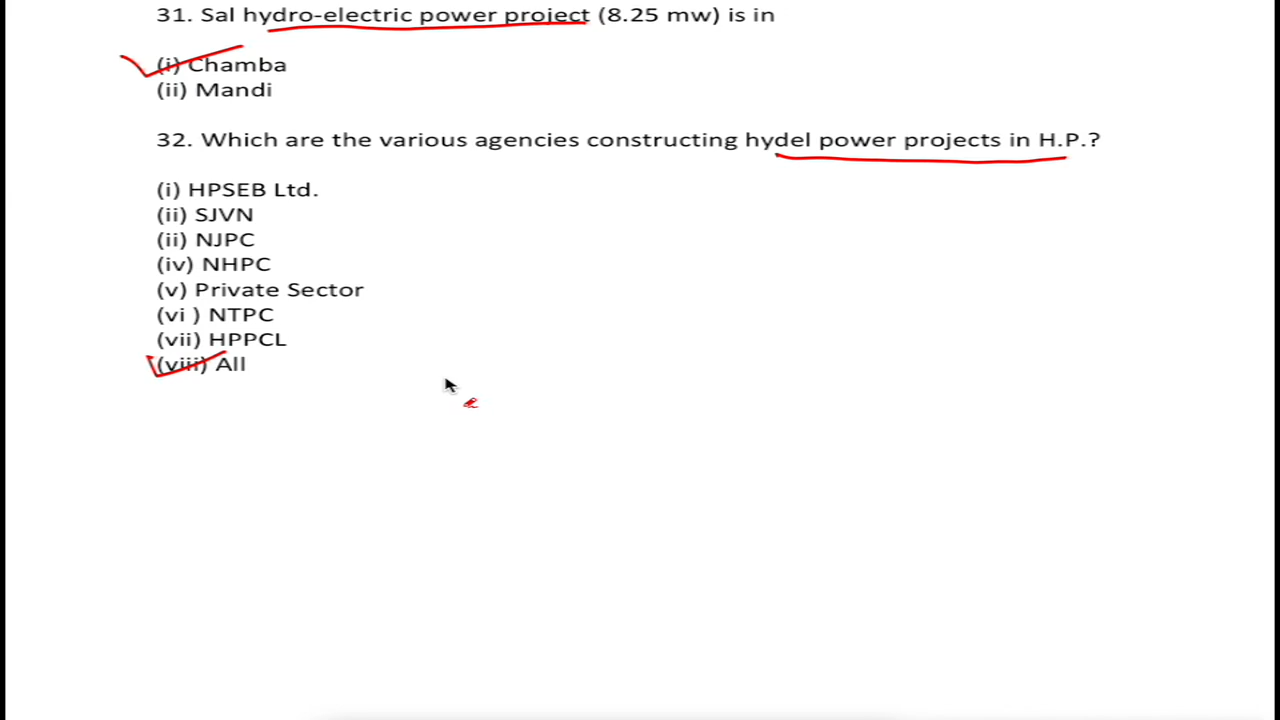 31. Sal hydro-electric power project (8.25 mw) is in
(i) Chamba
(ii) Mandi
32. Which are the various agencies constructing hydel power projects in H.P.?
(i) HPSEB Ltd.
(ii) SJVN
(ii) NJPC
(iv) NHPC
(v) Private Sector
(vi ) NTPC
(vii) HPPCL
(viii) All